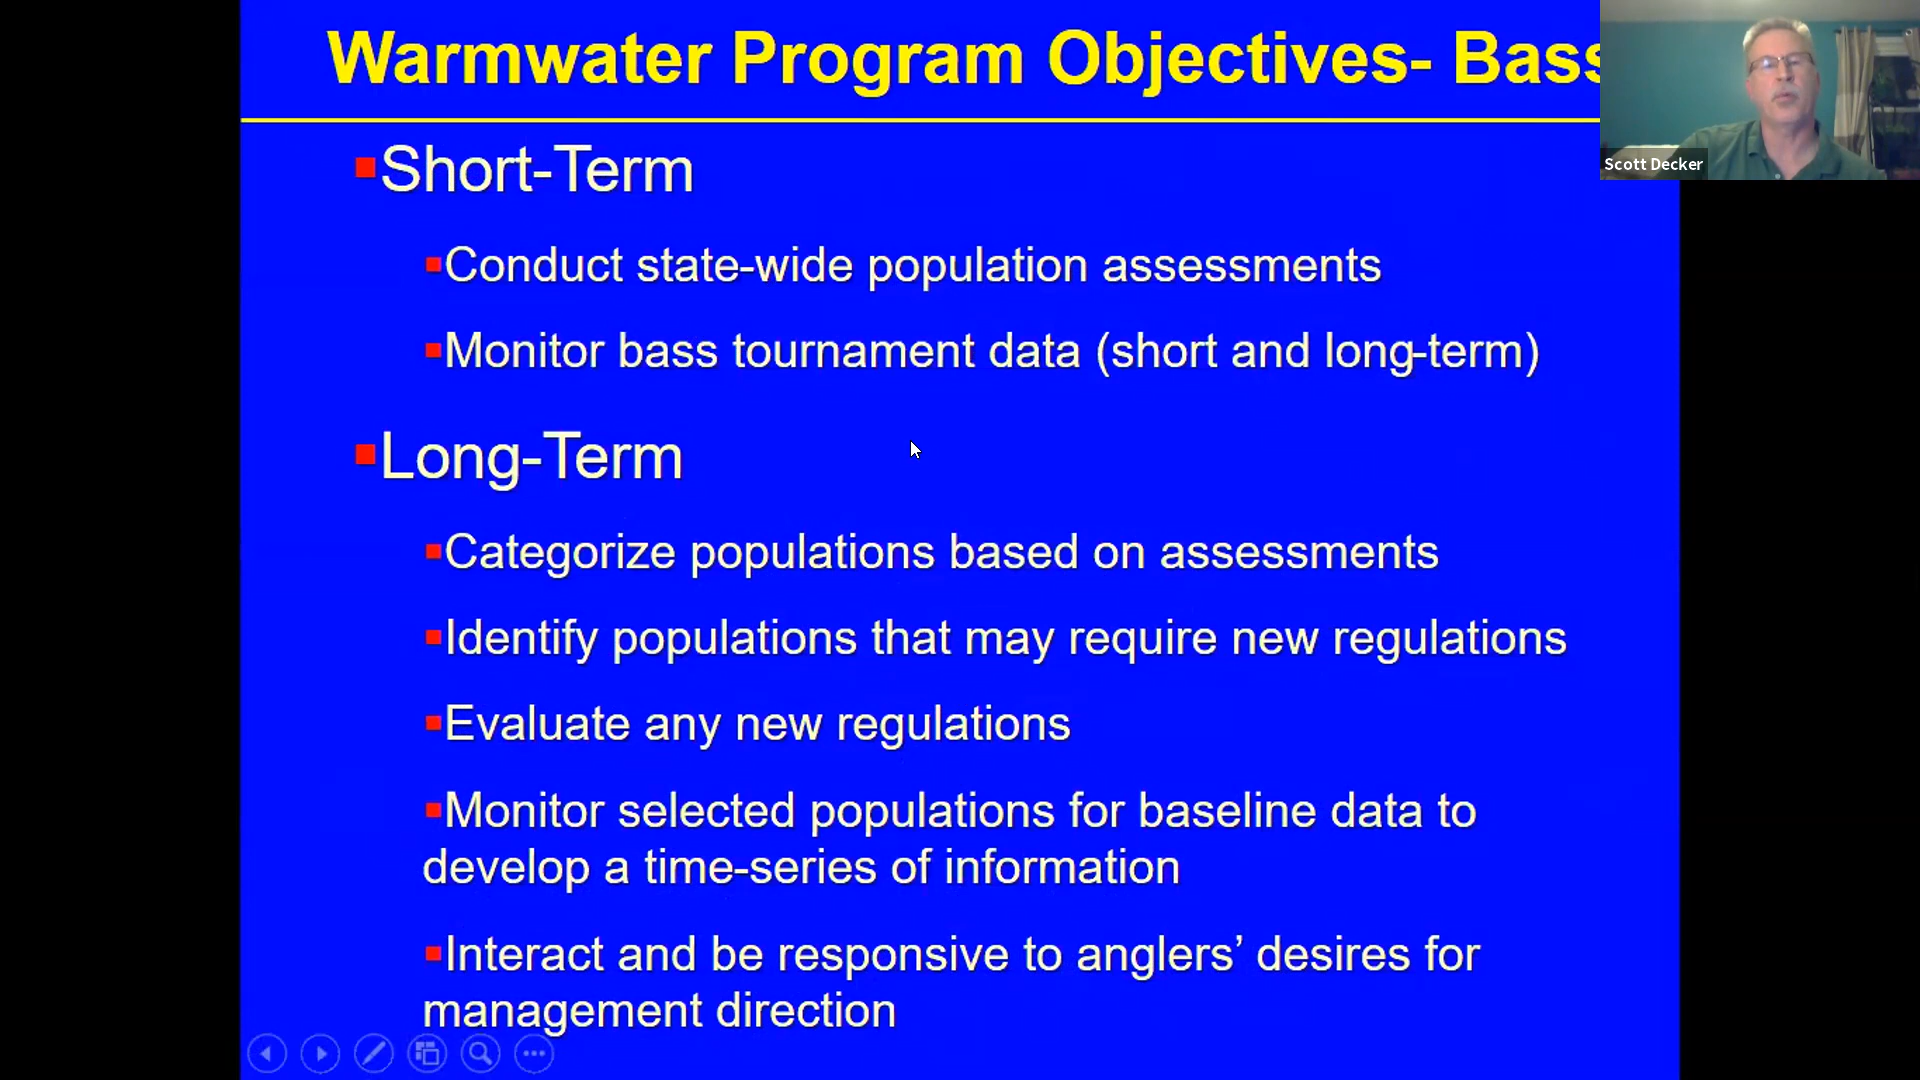 Warmwater Program Objectives- Bass
Scott Decker
Short-Term
Conduct state-wide population assessments
Monitor bass tournament data (short and long-term)
Long-Term
Categorize populations based on assessments
Identify populations that may require new regulations
Evaluate any new regulations
Monitor selected populations for baseline data to
develop a time-series of information
Interact and be responsive to anglers’ desires for
management direction